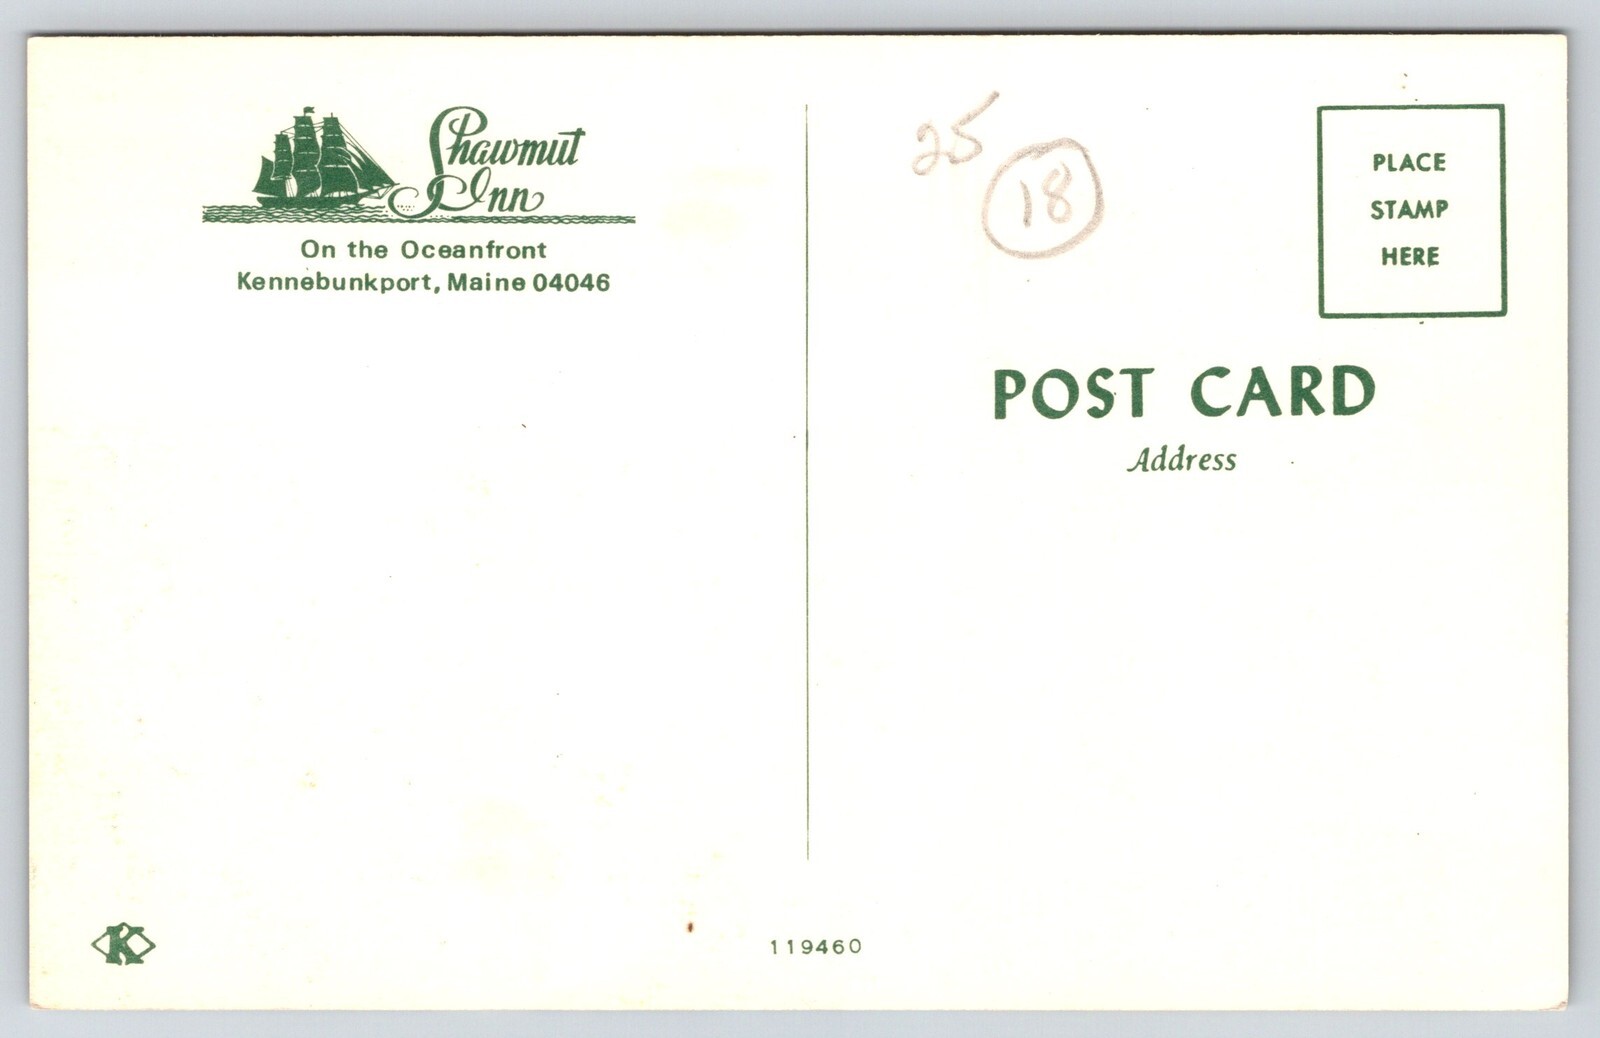 Shawmut
Inn
On the Oceanfront
Kennebunkport, Maine 04046
25
18
PLACE
STAMP
HERE
POST CARD
Address
K
119460